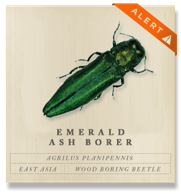 ALERT
EMERALD
ASH BORER
AGRILUS PLANIPENNIS
EAST ASIA WOOD BORING BEETLE